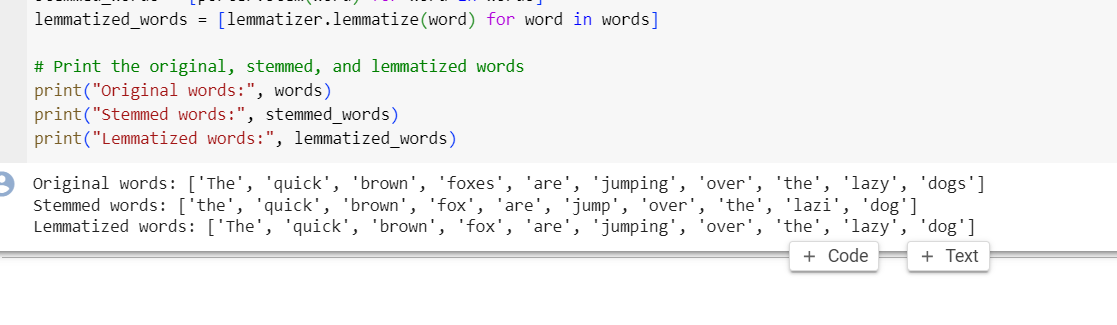 lemmatized_words = [lemmatizer.lemmatize(word) for word in words]
# Print the original, stemmed, and lemmatized words
print("Original words:", words)
print("Stemmed words:", stemmed_words)
print("Lemmatized words:", lemmatized_words)
Original words: ['The', 'quick', 'brown', 'foxes', 'are', 'jumping', 'over', 'the', 'lazy', 'dogs']
Stemmed words: ['the', 'quick', 'brown', 'fox', 'are', 'jump', 'over', 'the', 'lazi', 'dog']
Lemmatized words: ['The', 'quick', 'brown', 'fox', 'are', 'jumping', 'over', 'the', 'lazy', 'dog']
+ Code + Text